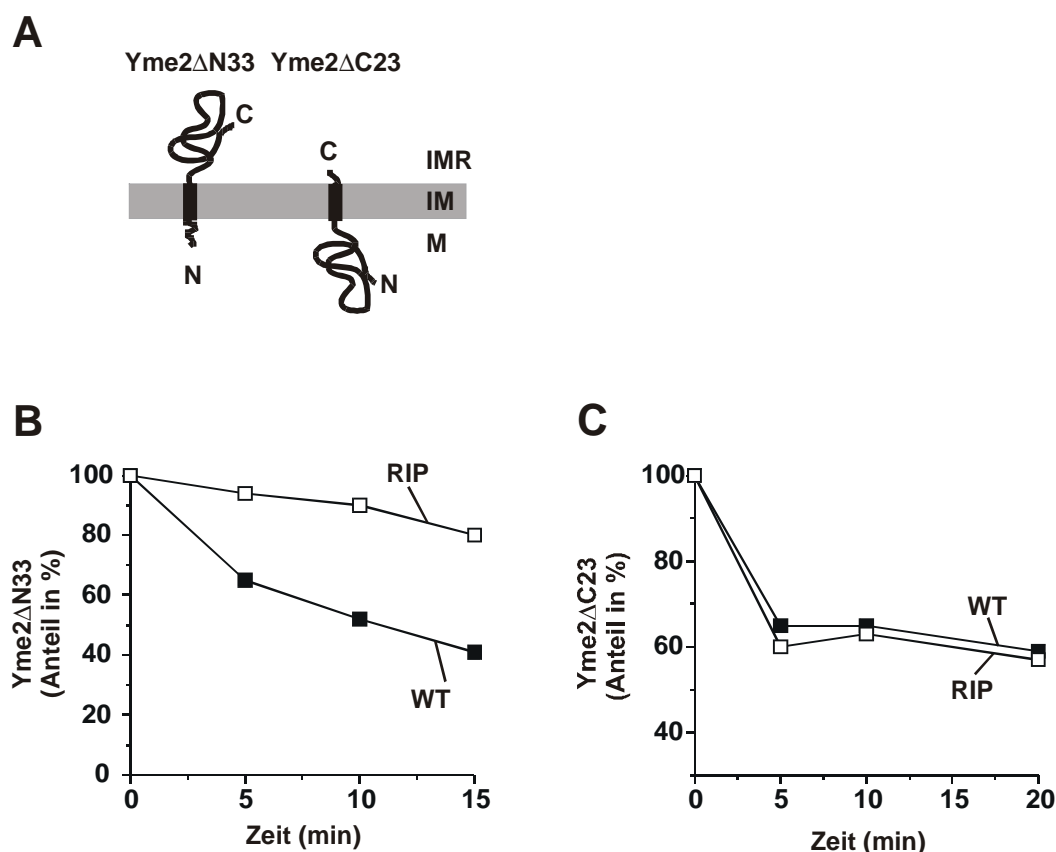 A
Yme2ΔN33 Yme2ΔC23
C
C
IMR
IM
M
N
N
B
Yme2ΔN33
(Anteil in %)
100
80
60
40
20
0
RIP
WT
0 5 10 15
Zeit (min)
C
Yme2ΔC23
(Anteil in %)
100
80
60
40
WT
RIP
0 5 10 15 20
Zeit (min)